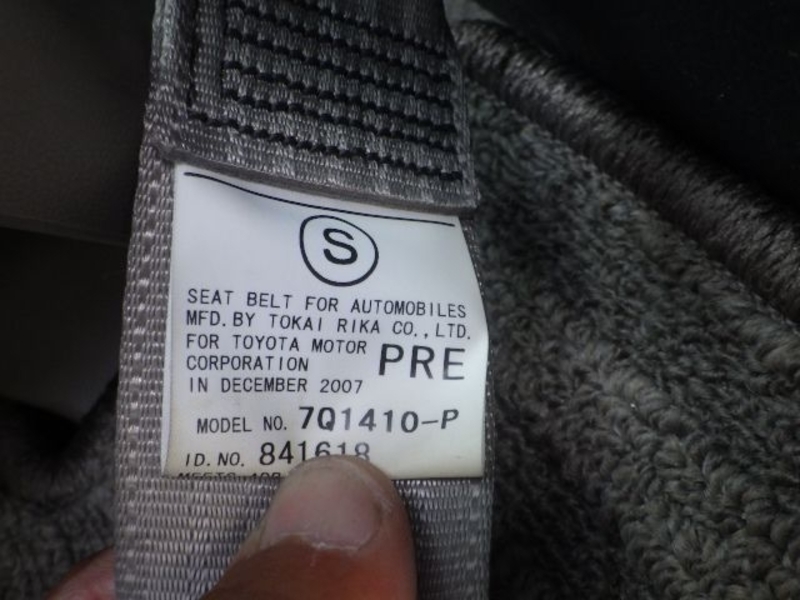 S
SEAT BELT FOR AUTOMOBILES
MFD. BY TOKAI RIKA CO., LTD.
FOR TOYOTA MOTOR
CORPORATION
PRE
IN DECEMBER 2007
MODEL NO. 7Q1410-P
ID. NO. 841618